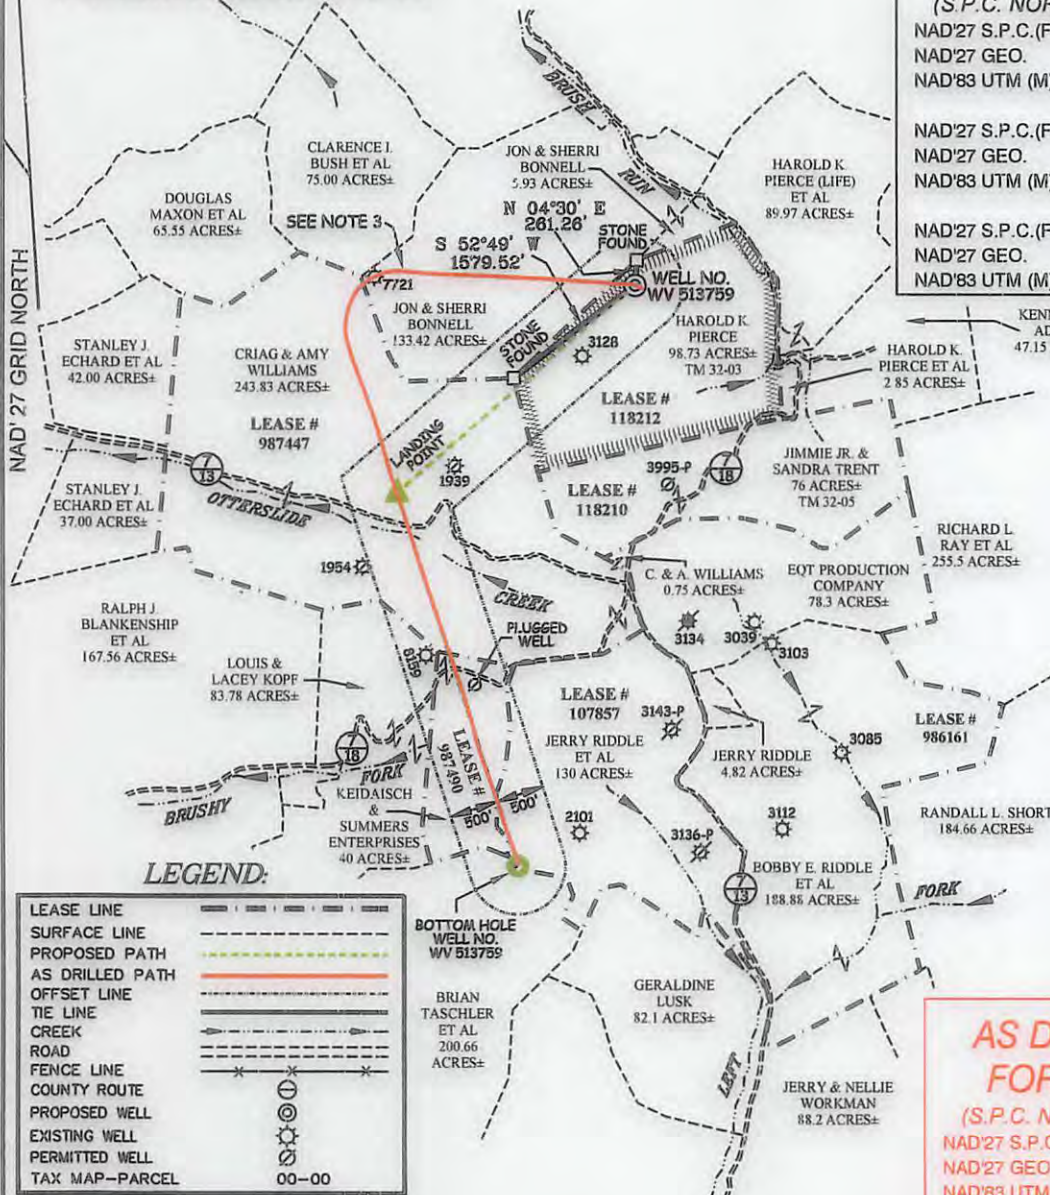 (S.P.C. NOR
NAD'27 S.P.C.(F
NAD'27 GEO.
NAD'83 UTM (M
NAD'27 S.P.C.(F
NAD'27 GEO.
NAD'83 UTM (M
NAD'27 S.P.C.(F
NAD'27 GEO.
NAD'83 UTM (M
NAD'27 GRID NORTH
BRUSH
RUN
CLARENCE I.
BUSH ET AL
75.00 ACRES±
JON & SHERRI
BONNELL
5.93 ACRES±
HAROLD K.
PIERCE (LIFE)
ET AL
89.97 ACRES±
DOUGLAS
MAXON ET AL
65.55 ACRES±
SEE NOTE 3
N 04°30' E
261.26'
STONE
FOUND
S 52°49' W
1579.52'
7721
WELL NO.
WV 513759
JON & SHERRI
BONNELL
133.42 ACRES±
STONE
FOUND
3128
HAROLD K.
PIERCE
98.73 ACRES±
TM 32-03
KENN
AD
47.15
STANLEY J.
ECHARD ET AL
42.00 ACRES±
CRIAG & AMY
WILLIAMS
243.83 ACRES±
HAROLD K.
PIERCE ET AL
2.85 ACRES±
LEASE #
987447
LEASE #
118212
LANDING
POINT
1939
7
13
3995-P
7
18
JIMMIE JR. &
SANDRA TRENT
76 ACRES±
TM 32-05
LEASE #
118210
STANLEY J.
ECHARD ET AL
37.00 ACRES±
OTTERSLIDE
CREEK
RICHARD L
RAY ET AL
255.5 ACRES±
1954
C. & A. WILLIAMS
0.75 ACRES±
EQT PRODUCTION
COMPANY
78.3 ACRES±
RALPH J.
BLANKENSHIP
ET AL
167.56 ACRES±
PLUGGED
WELL
3134
3039
3103
8159
LOUIS &
LACEY KOPF
83.78 ACRES±
LEASE #
107857
3143-P
LEASE #
986161
LEASE #
987490
JERRY RIDDLE
ET AL
130 ACRES±
JERRY RIDDLE
4.82 ACRES±
3085
7
18
BRUSHY
FORK
KEIDAISCH
&
SUMMERS
ENTERPRISES
40 ACRES±
500'
500'
2101
3112
3136-P
RANDALL L. SHORT
184.66 ACRES±
BOBBY E. RIDDLE
ET AL
188.88 ACRES±
7
13
FORK
LEFT
BOTTOM HOLE
WELL NO.
WV 513759
BRIAN
TASCHLER
ET AL
200.66
ACRES±
GERALDINE
LUSK
82.1 ACRES±
JERRY & NELLIE
WORKMAN
88.2 ACRES±
LEGEND:
LEASE LINE
SURFACE LINE
PROPOSED PATH
AS DRILLED PATH
OFFSET LINE
TIE LINE
CREEK
ROAD
FENCE LINE
COUNTY ROUTE
PROPOSED WELL
EXISTING WELL
PERMITTED WELL
TAX MAP-PARCEL 00-00
AS D
FOR
(S.P.C. N
NAD'27 S.P.C
NAD'27 GEO
NAD'83 UTM